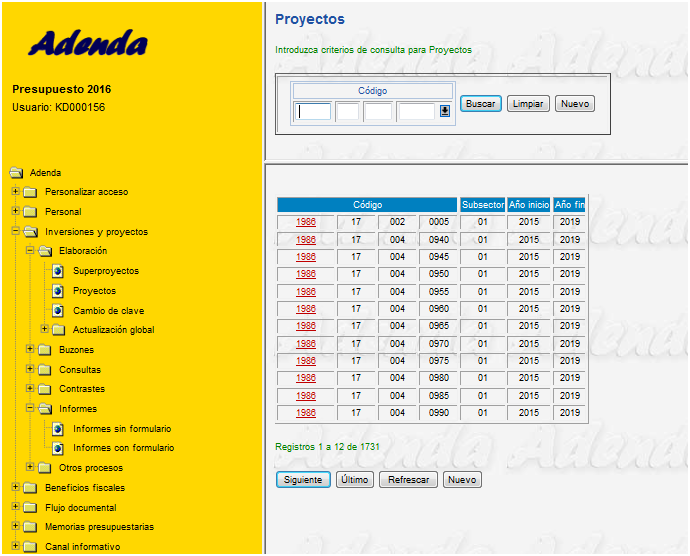 Adenda
Presupuesto 2016
Usuario: KD000156
Adenda
Personalizar acceso
Personal
Inversiones y proyectos
Elaboración
Superproyectos
Proyectos
Cambio de clave
Actualización global
Buzones
Consultas
Contrastes
Informes
Informes sin formulario
Informes con formulario
Otros procesos
Beneficios fiscales
Flujo documental
Memorias presupuestarias
Canal informativo
Proyectos
Introduzca criterios de consulta para Proyectos
Código
Buscar Limpiar Nuevo
Código Subsector Año inicio Año fin
1986 17 002 0005 01 2015 2019
1986 17 004 0940 01 2015 2019
1986 17 004 0945 01 2015 2019
1986 17 004 0950 01 2015 2019
1986 17 004 0955 01 2015 2019
1986 17 004 0960 01 2015 2019
1986 17 004 0965 01 2015 2019
1986 17 004 0970 01 2015 2019
1986 17 004 0975 01 2015 2019
1986 17 004 0980 01 2015 2019
1986 17 004 0985 01 2015 2019
1986 17 004 0990 01 2015 2019
Registros 1 a 12 de 1731
Siguiente Último Refrescar Nuevo